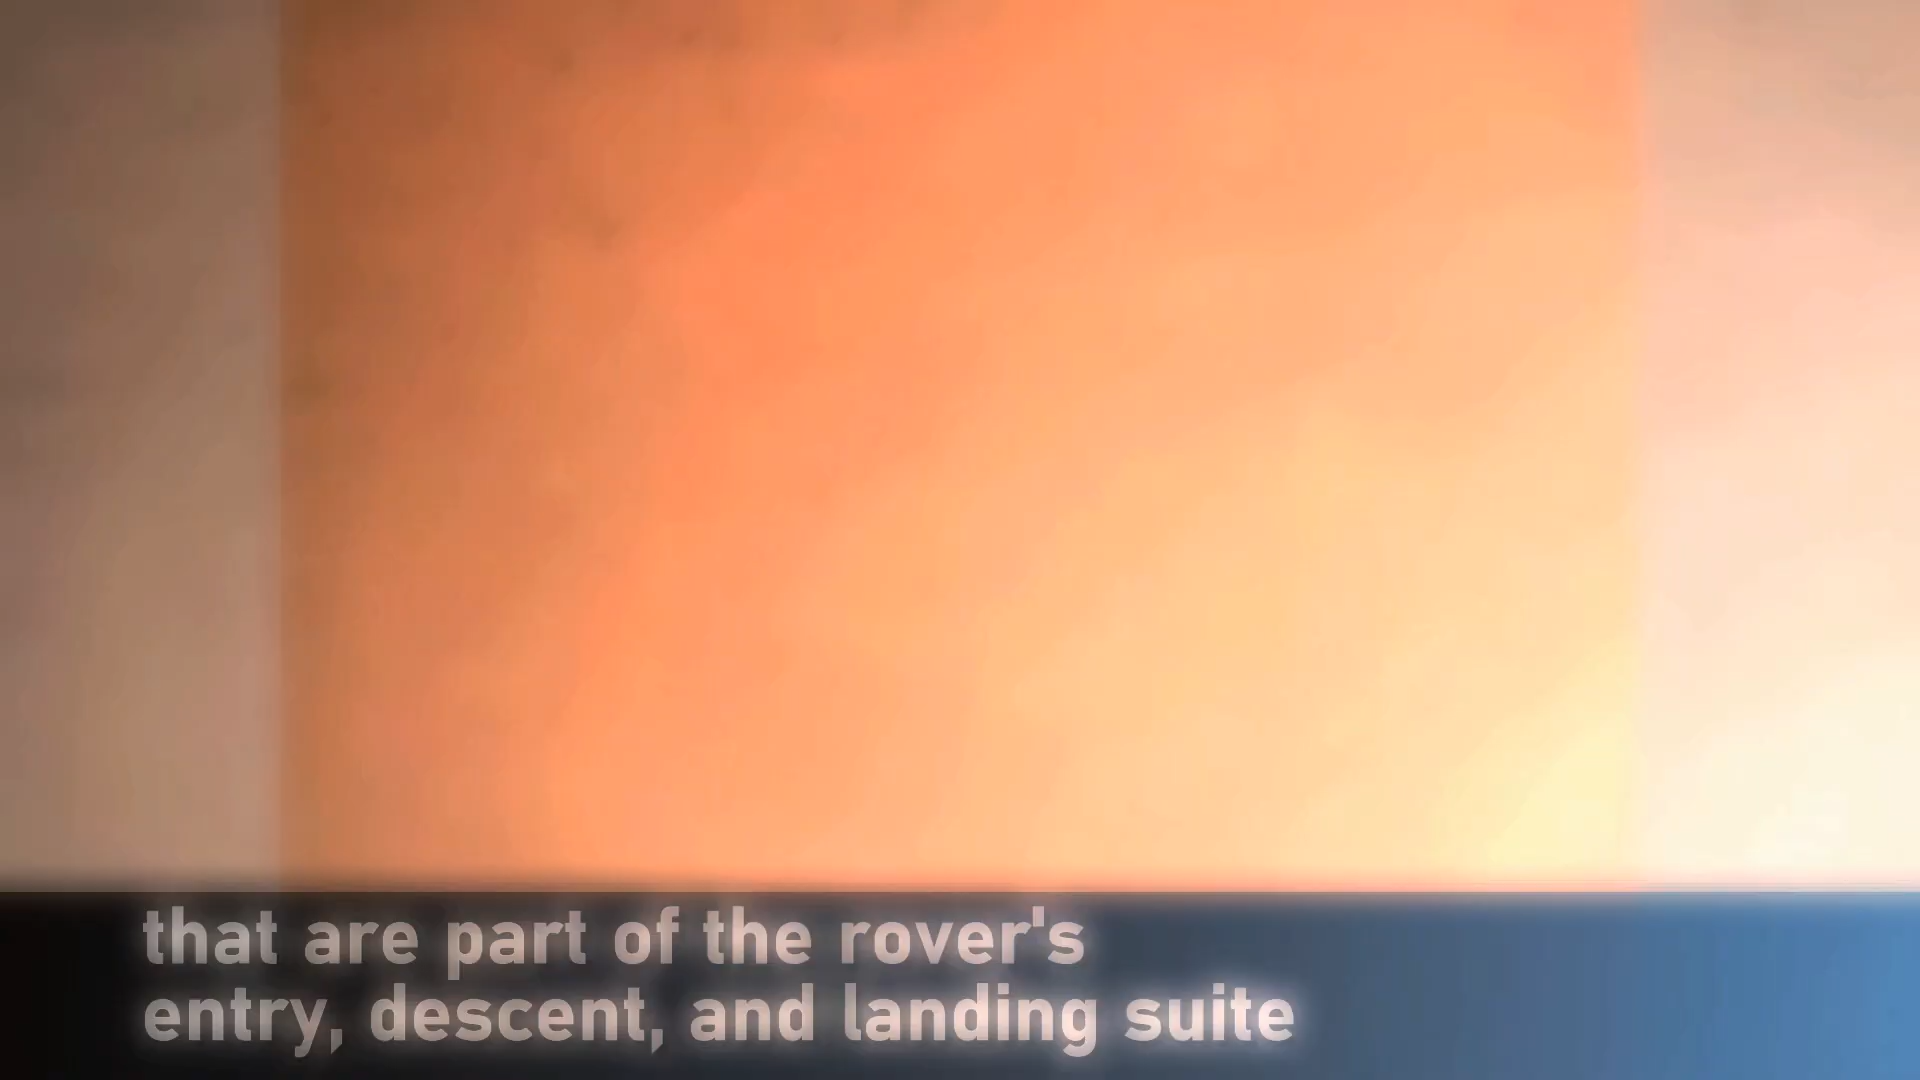 that are part of the rover's
entry, descent, and landing suite